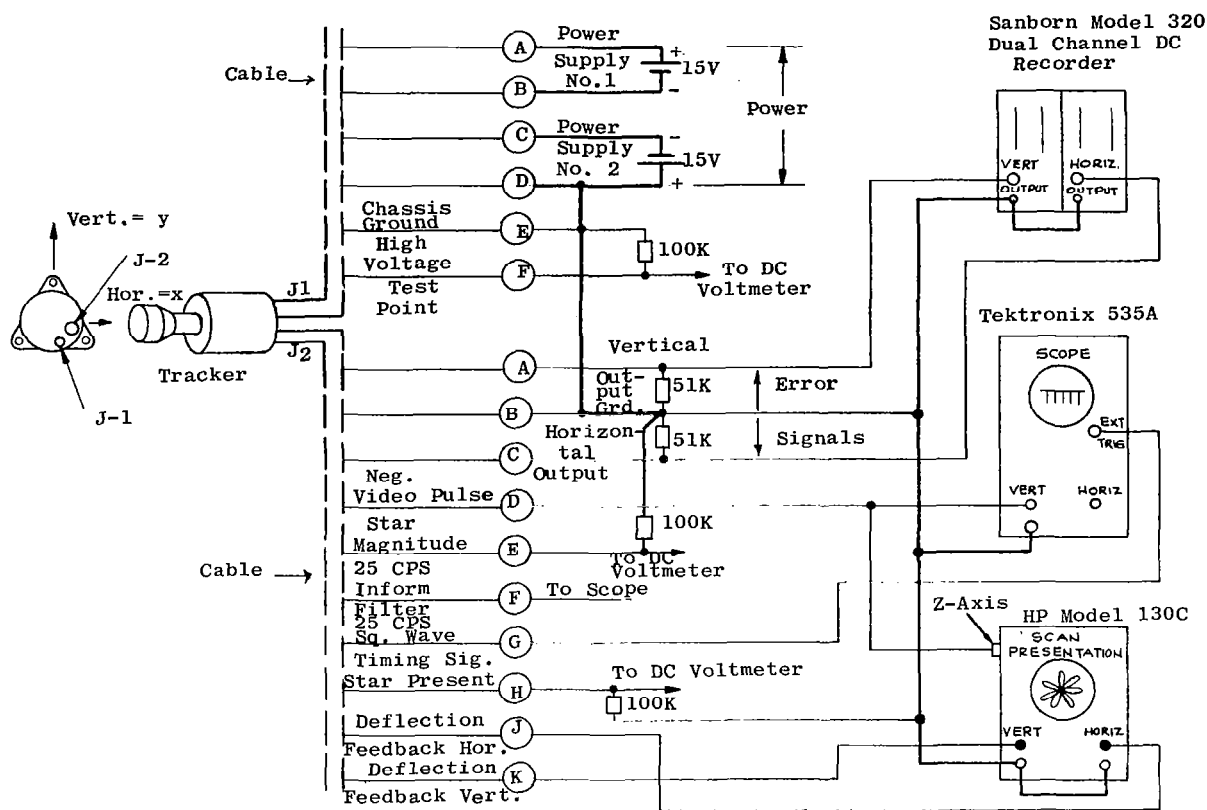 Sanborn Model 320
Dual Channel DC
Recorder
Cable
A
Power
Supply
No.1
+
15V
-
B
Power
C
Power
Supply
No. 2
-
15V
+
D
VERT
OUTPUT
HORIZ.
OUTPUT
Vert.= y
J-2
Hor.=x
J-1
Tracker
J1
J2
Chassis
Ground
E
High
Voltage
Test
Point
F
100K
To DC
Voltmeter
Tektronix 535A
SCOPE
EXT
TRIG
VERT
HORIZ
A
Vertical
Out-
put
Grd.
51K
Error
B
Horizon-
tal
Output
51K
Signals
C
Neg.
Video Pulse
D
Star
Magnitude
E
100K
To DC
Voltmeter
Cable
25 CPS
Inform
Filter
F
To Scope
25 CPS
Sq. Wave
G
Timing Sig.
Star Present
H
To DC Voltmeter
100K
Z-Axis
HP Model 130C
SCAN
PRESENTATION
VERT
HORIZ
Deflection
J
Feedback Hor.
Deflection
K
Feedback Vert.